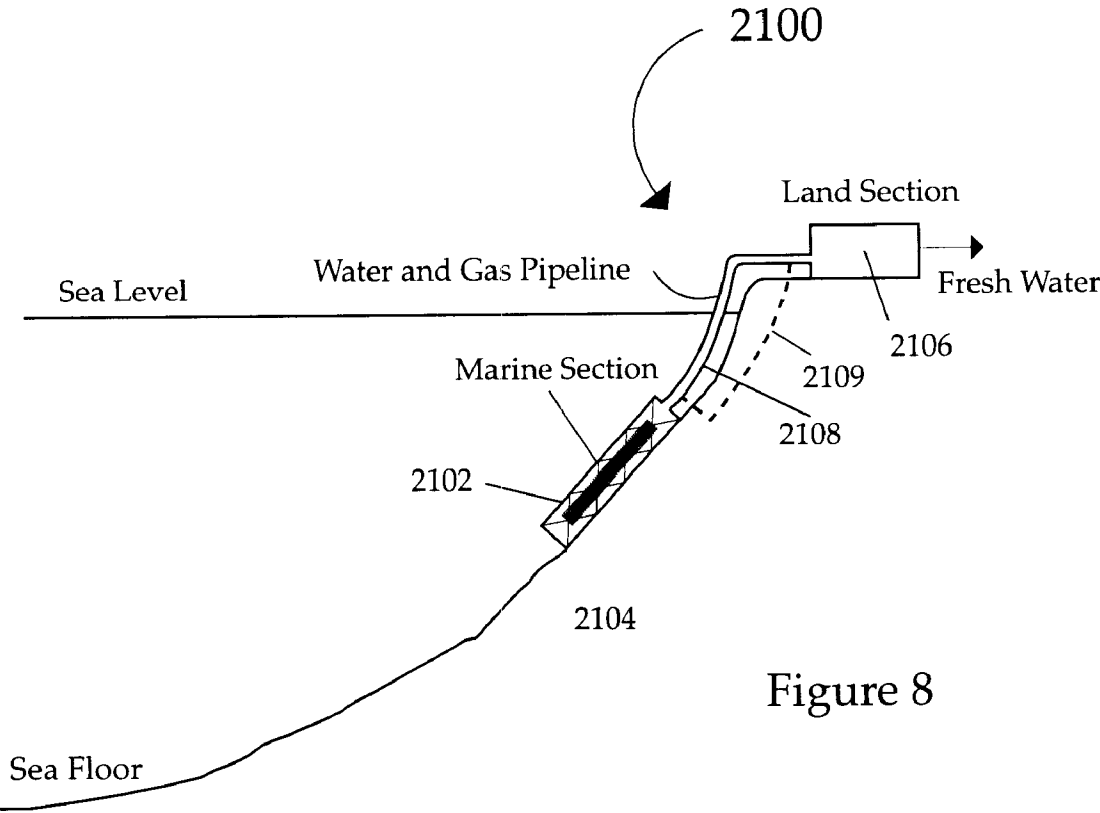 2100
Land Section
Water and Gas Pipeline
Sea Level
Fresh Water
2106
Marine Section
2109
2108
2102
2104
Figure 8
Sea Floor